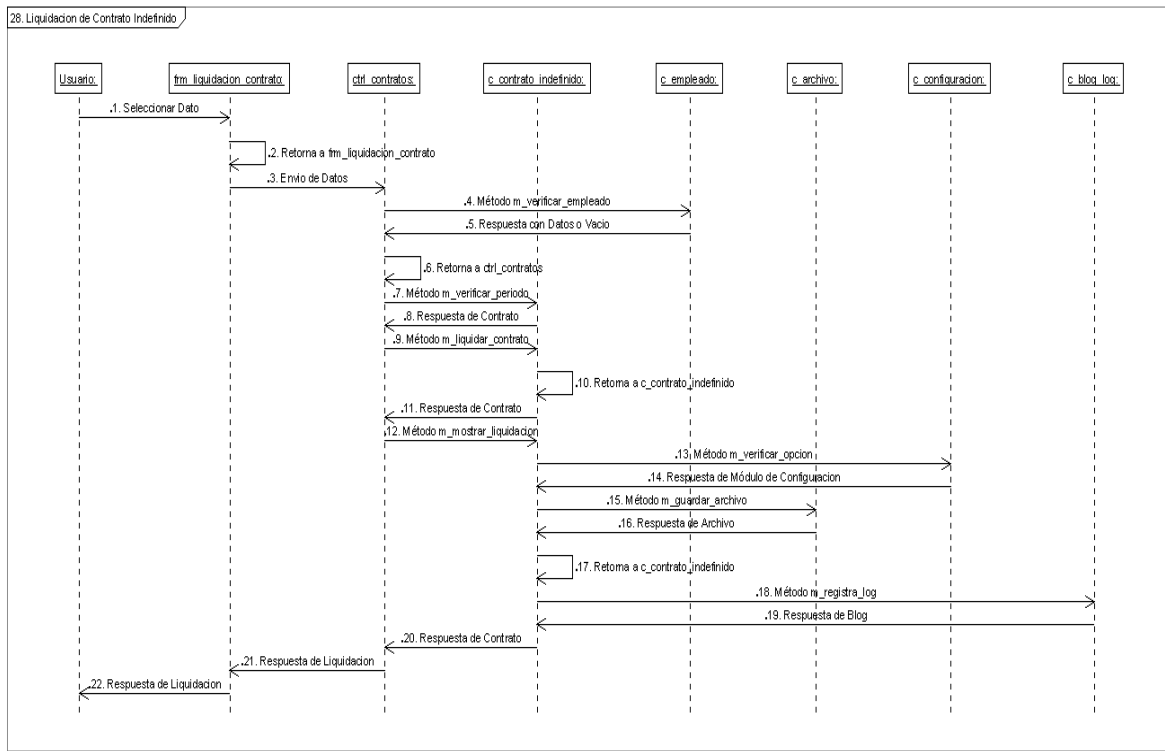 28. Liquidacion de Contrato Indefinido
Usuario: frm_liquidacion_contrato: ctrl_contratos: c_contrato_indefinido: c_empleado: c_archivo: c_configuracion: c_blog_log:
.1. Seleccionar Dato
.2. Retorna a frm_liquidacion_contrato
.3. Envio de Datos
.4. Método m_verificar_empleado
.5. Respuesta con Datos o Vacio
.6. Retorna a ctrl_contratos
.7. Método m_verificar_periodo
.8. Respuesta de Contrato
.9. Método m_liquidar_contrato
.10. Retorna a c_contrato_indefinido
.11. Respuesta de Contrato
.12. Método m_mostrar_liquidacion
.13. Método m_verificar_opcion
.14. Respuesta de Módulo de Configuracion
.15. Método m_guardar_archivo
.16. Respuesta de Archivo
.17. Retorna a c_contrato_indefinido
.18. Método m_registra_log
.19. Respuesta de Blog
.20. Respuesta de Contrato
.21. Respuesta de Liquidacion
.22. Respuesta de Liquidacion